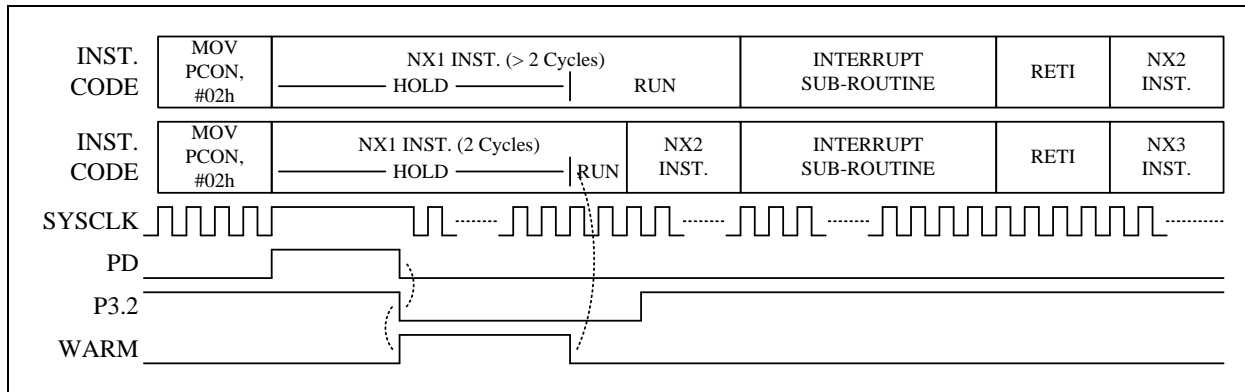 INST.
CODE
MOV
PCON,
#02h
NX1 INST. (> 2 Cycles)
HOLD
RUN
INTERRUPT
SUB-ROUTINE
RETI
NX2
INST.
INST.
CODE
MOV
PCON,
#02h
NX1 INST. (2 Cycles)
HOLD
RUN
NX2
INST.
INTERRUPT
SUB-ROUTINE
RETI
NX3
INST.
SYSCLK
PD
P3.2
WARM